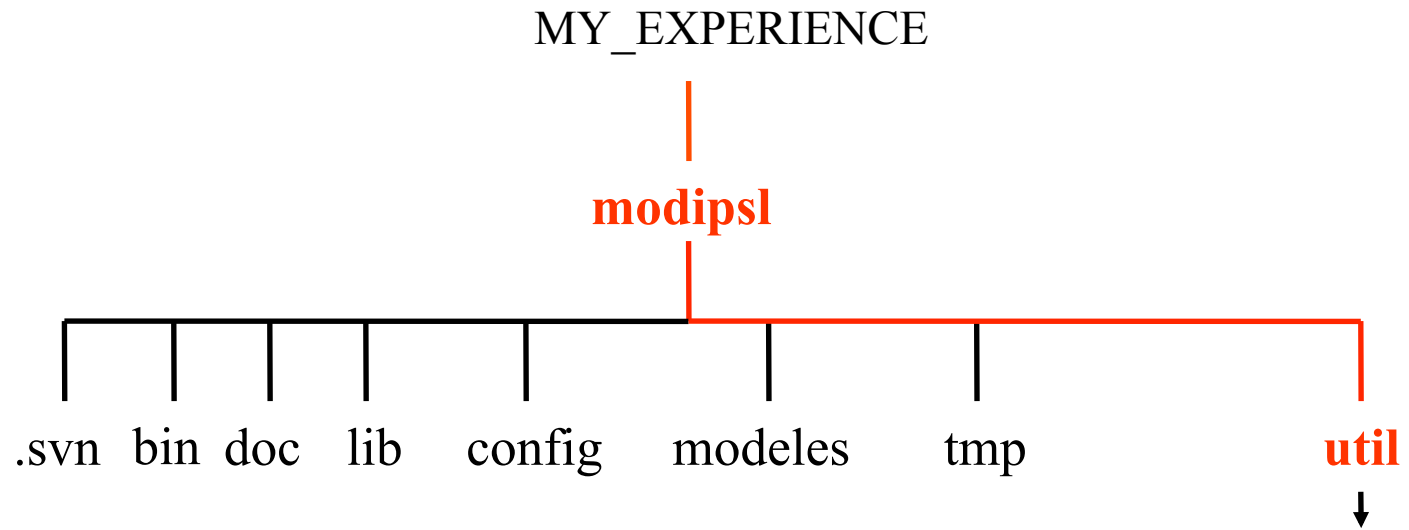 MY_EXPERIENCE
modipsl
.svn bin doc lib config modeles tmp util